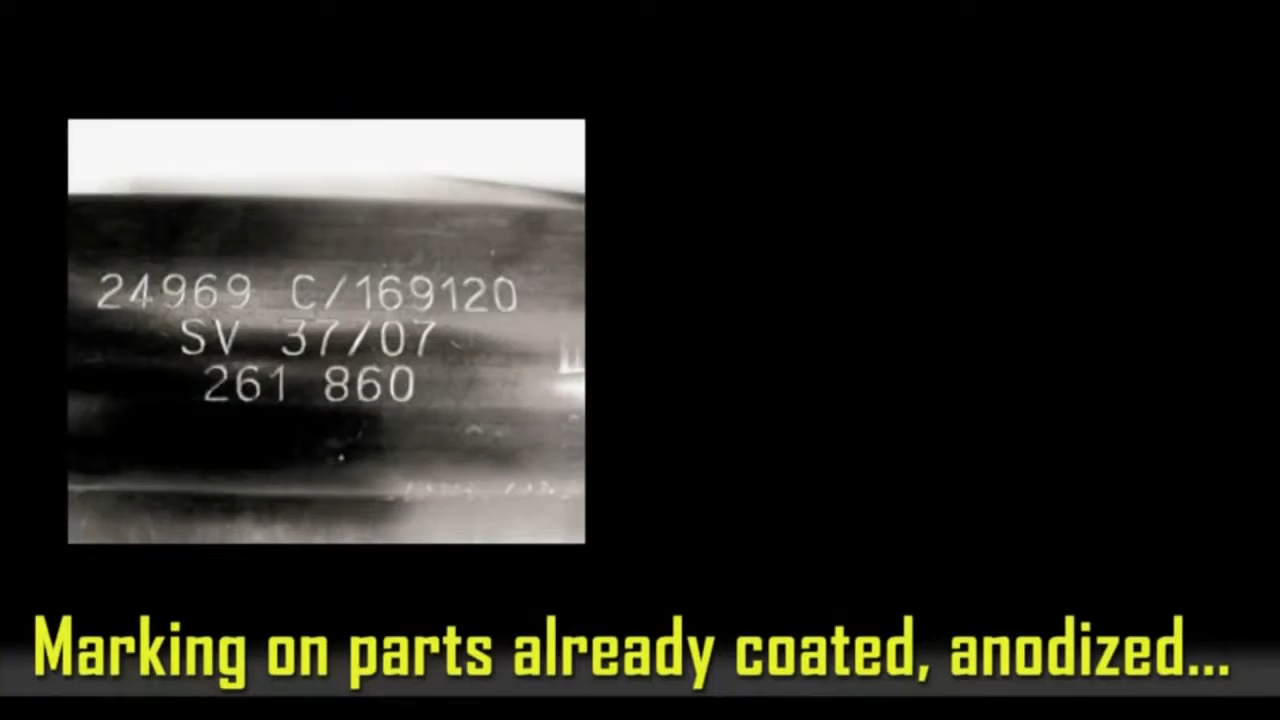 24969 C/169120
SV 37/07
261 860
Marking on parts already coated, anodized...